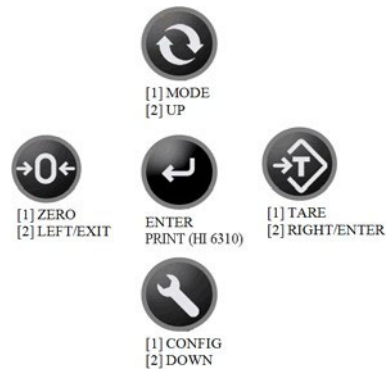 [1] MODE
[2] UP
→0←
[1] ZERO
[2] LEFT/EXIT
ENTER
PRINT (HI 6310)
→T
[1] TARE
[2] RIGHT/ENTER
[1] CONFIG
[2] DOWN